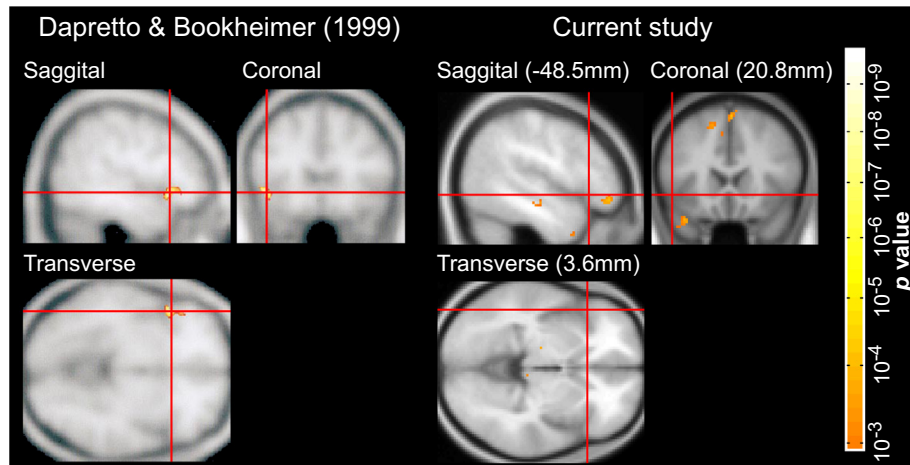 Dapretto & Bookheimer (1999)
Saggital
Coronal
Transverse
Current study
Saggital (-48.5mm)
Coronal (20.8mm)
Transverse (3.6mm)
10-9
10-8
10-7
10-6
10-5
10-4
10-3
p value